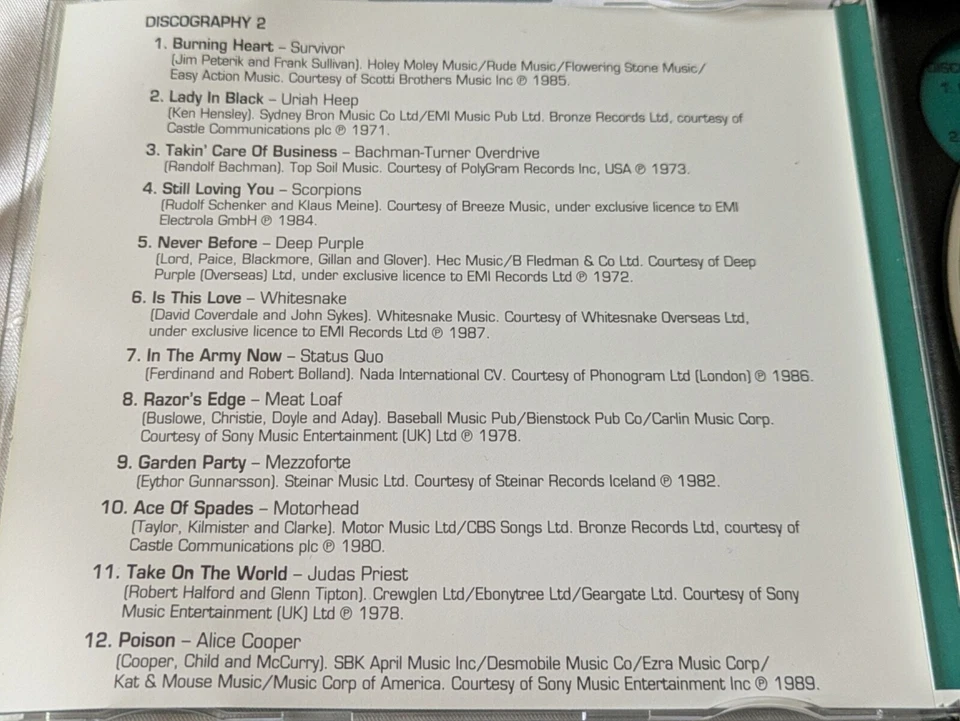 DISCOGRAPHY 2
1. Burning Heart – Survivor
(Jim Peterik and Frank Sullivan). Holey Moley Music/Rude Music/Flowering Stone Music/
Easy Action Music. Courtesy of Scotti Brothers Music Inc ℗ 1985.
2. Lady In Black – Uriah Heep
(Ken Hensley). Sydney Bron Music Co Ltd/EMI Music Pub Ltd. Bronze Records Ltd, courtesy of
Castle Communications plc ℗ 1971.
3. Takin' Care Of Business – Bachman-Turner Overdrive
(Randolf Bachman). Top Soil Music. Courtesy of PolyGram Records Inc, USA ℗ 1973.
4. Still Loving You – Scorpions
(Rudolf Schenker and Klaus Meine). Courtesy of Breeze Music, under exclusive licence to EMI
Electrola GmbH ℗ 1984.
5. Never Before – Deep Purple
(Lord, Paice, Blackmore, Gillan and Glover). Hec Music/B Fledman & Co Ltd. Courtesy of Deep
Purple (Overseas) Ltd, under exclusive licence to EMI Records Ltd ℗ 1972.
6. Is This Love – Whitesnake
(David Coverdale and John Sykes). Whitesnake Music. Courtesy of Whitesnake Overseas Ltd,
under exclusive licence to EMI Records Ltd ℗ 1987.
7. In The Army Now – Status Quo
(Ferdinand and Robert Bolland). Nada International CV. Courtesy of Phonogram Ltd (London) ℗ 1986.
8. Razor's Edge – Meat Loaf
(Buslowe, Christie, Doyle and Aday). Baseball Music Pub/Bienstock Pub Co/Carlin Music Corp.
Courtesy of Sony Music Entertainment (UK) Ltd ℗ 1978.
9. Garden Party – Mezzoforte
(Eythor Gunnarsson). Steinar Music Ltd. Courtesy of Steinar Records Iceland ℗ 1982.
10. Ace Of Spades – Motorhead
(Taylor, Kilmister and Clarke). Motor Music Ltd/CBS Songs Ltd. Bronze Records Ltd, courtesy of
Castle Communications plc ℗ 1980.
11. Take On The World – Judas Priest
(Robert Halford and Glenn Tipton). Crewglen Ltd/Ebonytree Ltd/Geargate Ltd. Courtesy of Sony
Music Entertainment (UK) Ltd ℗ 1978.
12. Poison – Alice Cooper
(Cooper, Child and McCurry). SBK April Music Inc/Desmobile Music Co/Ezra Music Corp/
Kat & Mouse Music/Music Corp of America. Courtesy of Sony Music Entertainment Inc ℗ 1989.